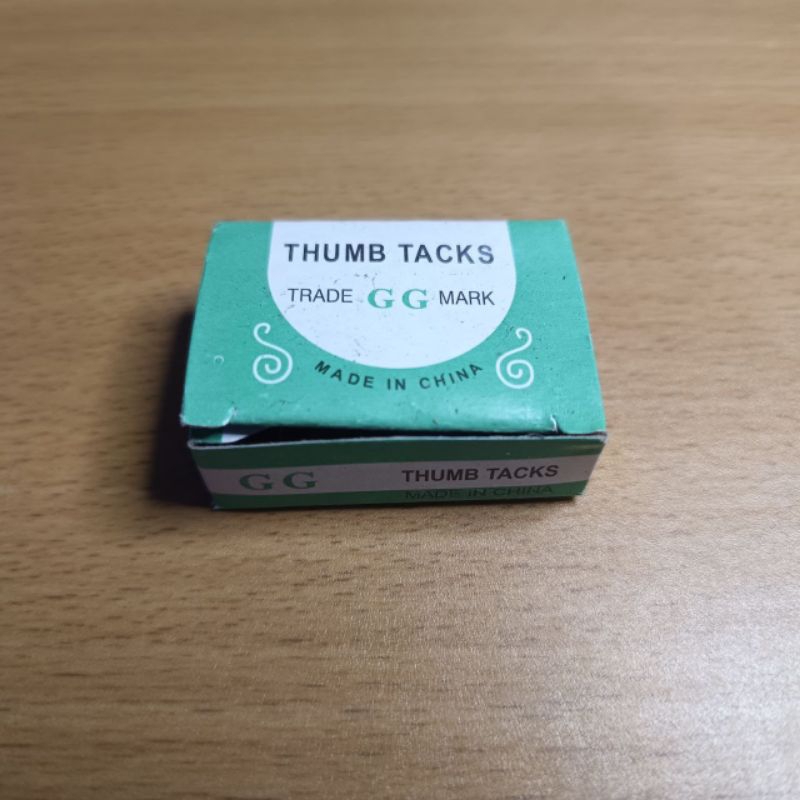 THUMB TACKS
TRADE GG MARK
MADE IN CHINA
GG THUMB TACKS
MADE IN CHINA